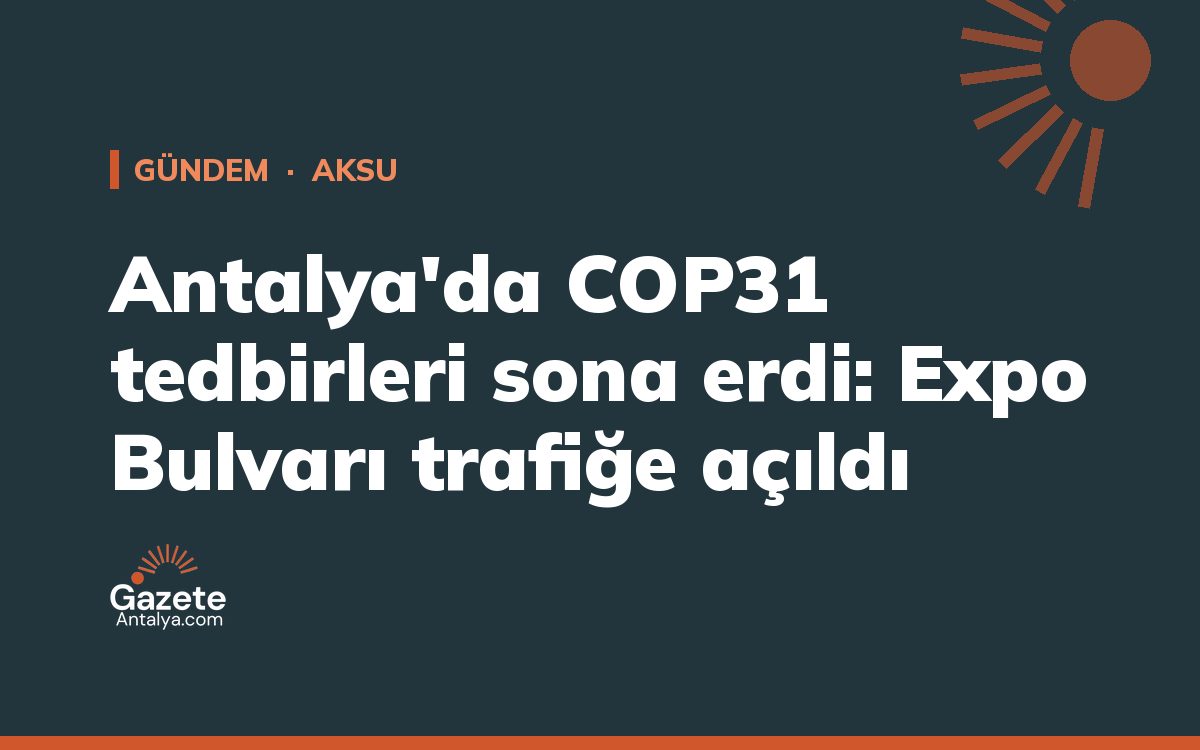 GÜNDEM · AKSU
Antalya'da COP31
tedbirleri sona erdi: Expo
Bulvarı trafiğe açıldı
Gazete
Antalya.com